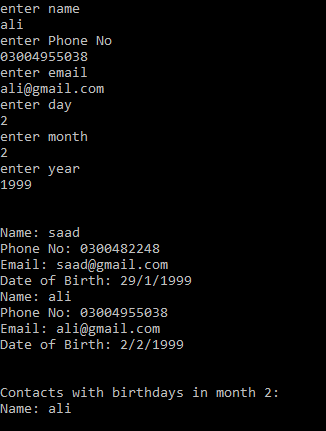 enter name
ali
enter Phone No
03004955038
enter email
ali@gmail.com
enter day
2
enter month
2
enter year
1999
Name: saad
Phone No: 0300482248
Email: saad@gmail.com
Date of Birth: 29/1/1999
Name: ali
Phone No: 03004955038
Email: ali@gmail.com
Date of Birth: 2/2/1999
Contacts with birthdays in month 2:
Name: ali